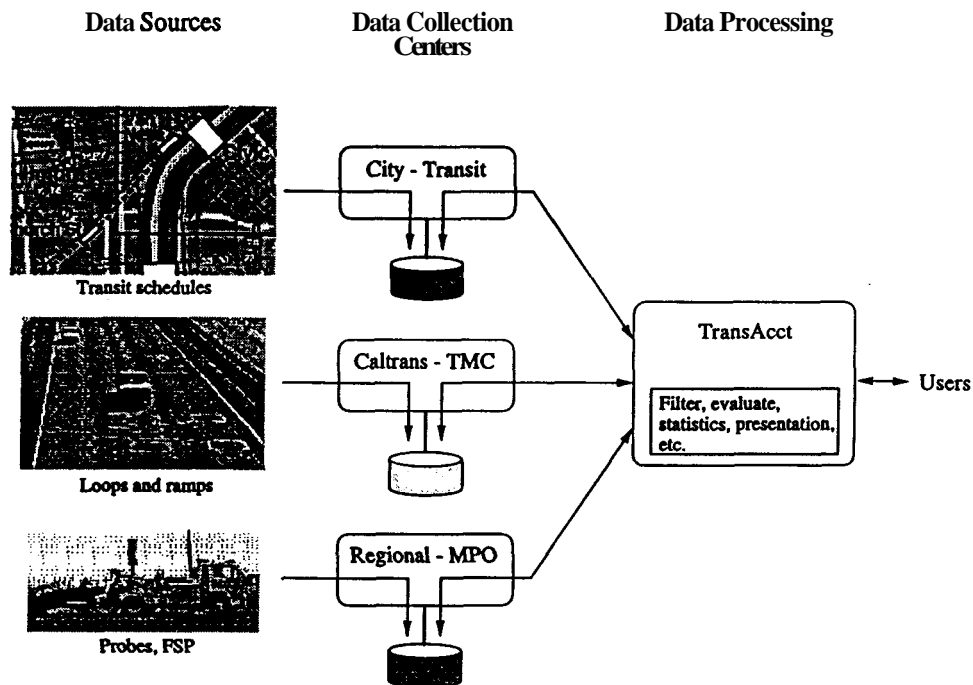 Data Sources
Data Collection
Centers
Data Processing
City - Transit
Transit schedules
TransAcct
Caltrans - TMC
Users
Filter, evaluate,
statistics, presentation,
etc.
Loops and ramps
Regional - MPO
Probes, FSP